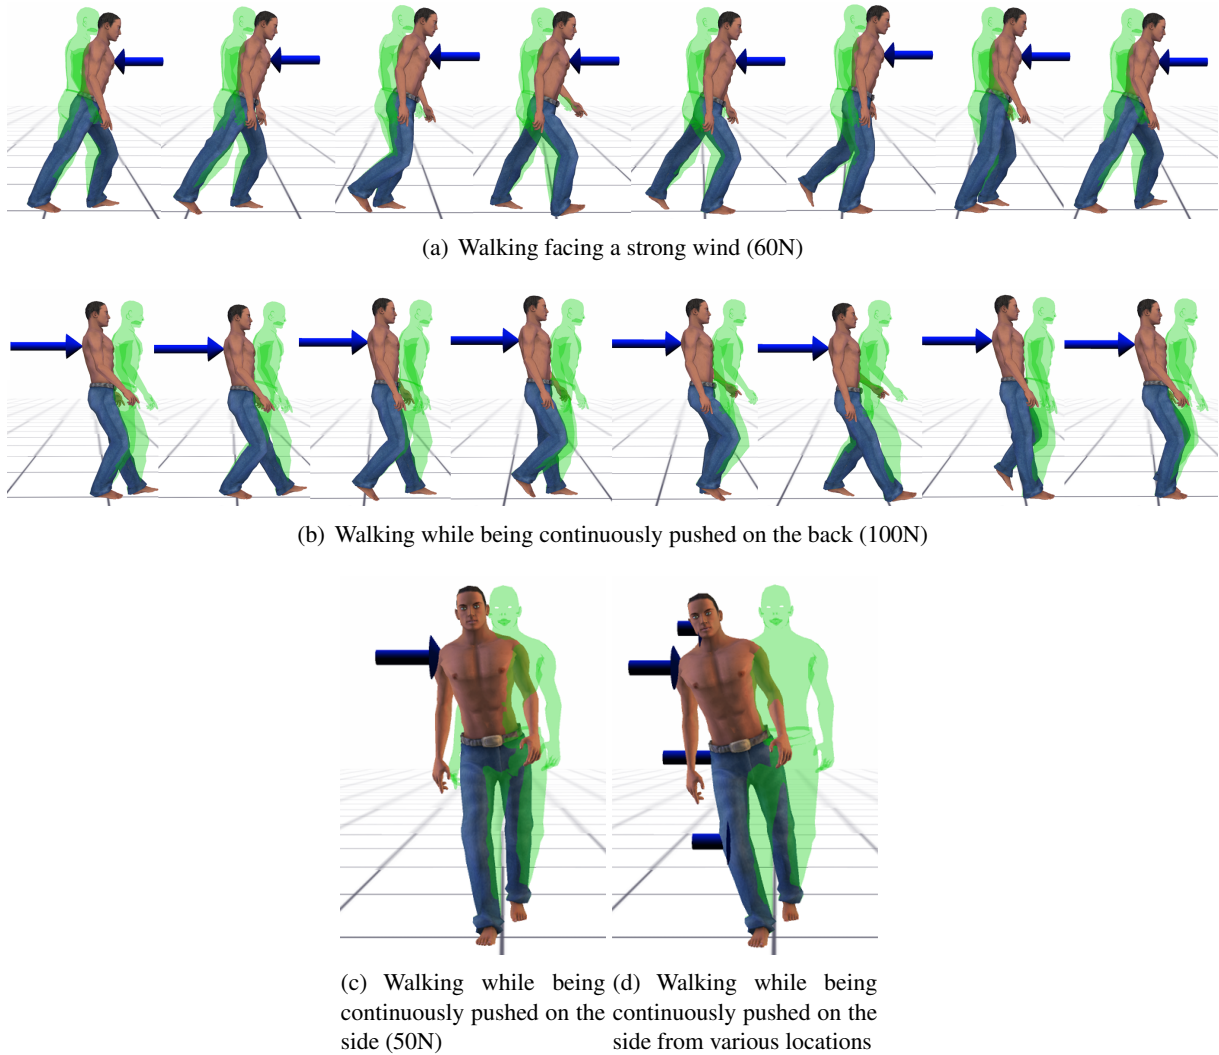 (a) Walking facing a strong wind (60N)
(b) Walking while being continuously pushed on the back (100N)
(c) Walking while being
continuously pushed on the
side (50N)
(d) Walking while being
continuously pushed on the
side from various locations